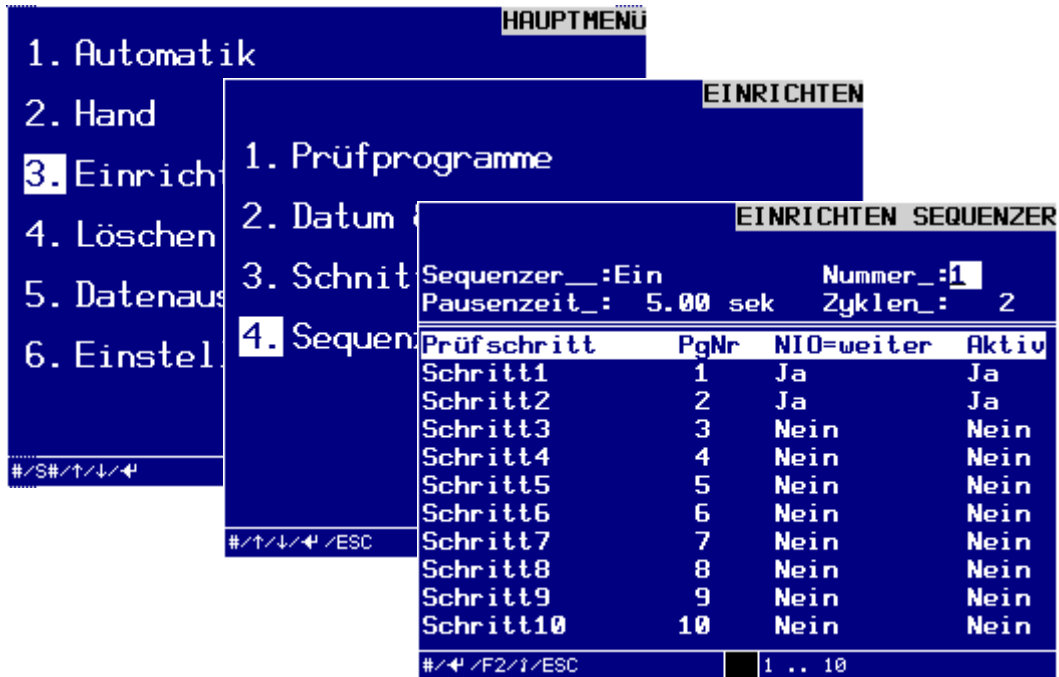 HAUPTMENÜ
1. Automatik
2. Hand
3. Einricht
4. Löschen
5. Datenaus
6. Einstel
#/S#/↑/↓/↵
EINRICHTEN
1. Prüfprogramme
2. Datum
3. Schnit
4. Sequen
#/↑/↓/↵ /ESC
EINRICHTEN SEQUENZER
Sequenzer__:Ein Nummer_:1
Pausenzeit_: 5.00 sek Zyklen_: 2
Prüfschritt PgNr NIO=weiter Aktiv
Schritt1 1 Ja Ja
Schritt2 2 Ja Ja
Schritt3 3 Nein Nein
Schritt4 4 Nein Nein
Schritt5 5 Nein Nein
Schritt6 6 Nein Nein
Schritt7 7 Nein Nein
Schritt8 8 Nein Nein
Schritt9 9 Nein Nein
Schritt10 10 Nein Nein
#/↵ /F2/⇧/ESC 1 .. 10